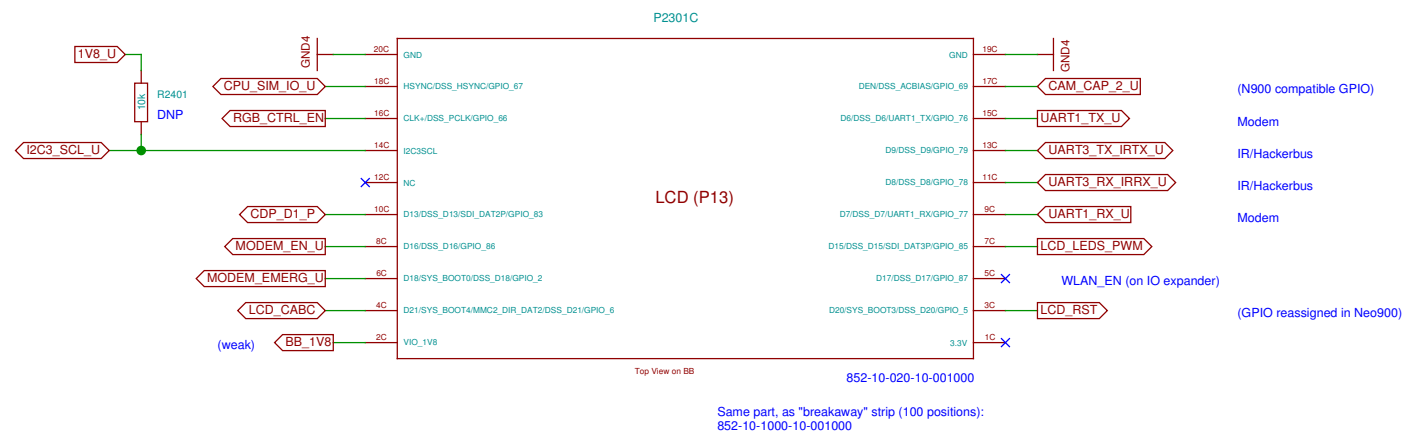 P2301C
GND4 20C GND GND 19C GND4
1V8_U
CPU_SIM_IO_U 18C HSYNC/DSS_HSYNC/GPIO_67 DEN/DSS_ACBIAS/GPIO_69 17C CAM_CAP_2_U (N900 compatible GPIO)
R2401
10k
DNP
RGB_CTRL_EN 16C CLK+/DSS_PCLK/GPIO_66 D6/DSS_D6/UART1_TX/GPIO_76 15C UART1_TX_U Modem
I2C3_SCL_U 14C I2C3SCL D9/DSS_D9/GPIO_79 13C UART3_TX_IRTX_U IR/Hackerbus
12C NC D8/DSS_D8/GPIO_78 11C UART3_RX_IRRX_U IR/Hackerbus
LCD (P13)
CDP_D1_P 10C D13/DSS_D13/SDI_DAT2P/GPIO_83 D7/DSS_D7/UART1_RX/GPIO_77 9C UART1_RX_U Modem
MODEM_EN_U 8C D16/DSS_D16/GPIO_86 D15/DSS_D15/SDI_DAT3P/GPIO_85 7C LCD_LEDS_PWM
MODEM_EMERG_U 6C D18/SYS_BOOT0/DSS_D18/GPIO_2 D17/DSS_D17/GPIO_87 5C WLAN_EN (on IO expander)
LCD_CABC 4C D21/SYS_BOOT4/MMC2_DIR_DAT2/DSS_D21/GPIO_6 D20/SYS_BOOT3/DSS_D20/GPIO_5 3C LCD_RST (GPIO reassigned in Neo900)
(weak) BB_1V8 2C VIO_1V8 3.3V 1C
Top View on BB
852-10-020-10-001000
Same part, as "breakaway" strip (100 positions):
852-10-1000-10-001000